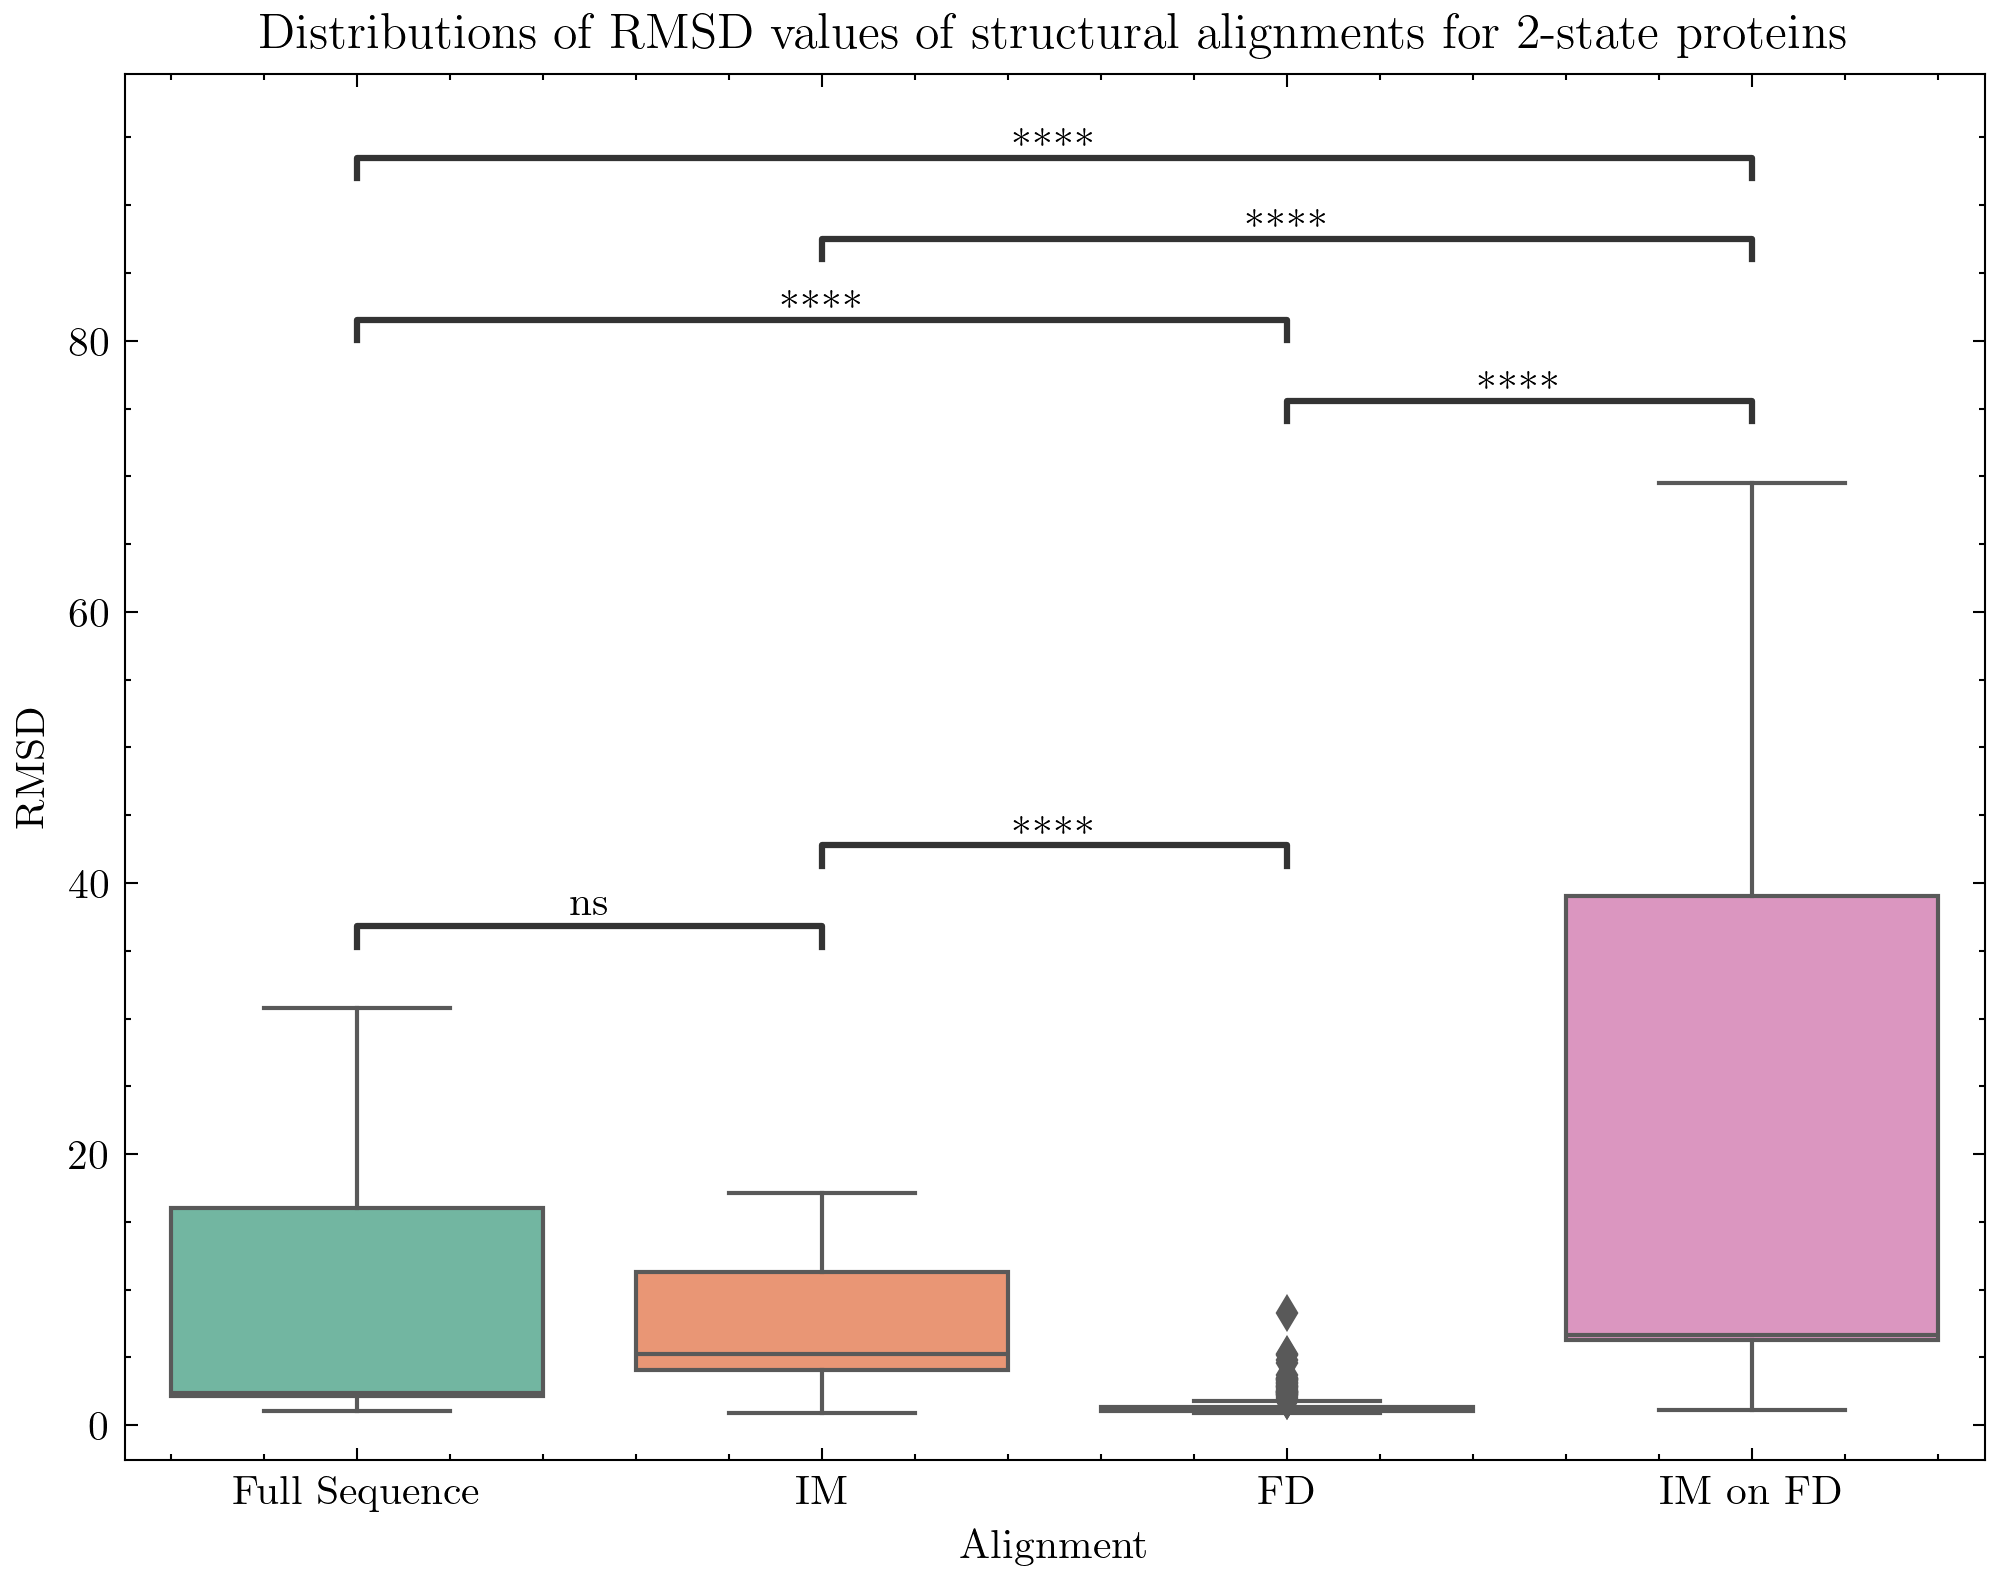 Distributions of RMSD values of structural alignments for 2-state proteins
****
****
****
80
****
60
RMSD
****
40
ns
20
0
Full Sequence IM FD IM on FD
Alignment